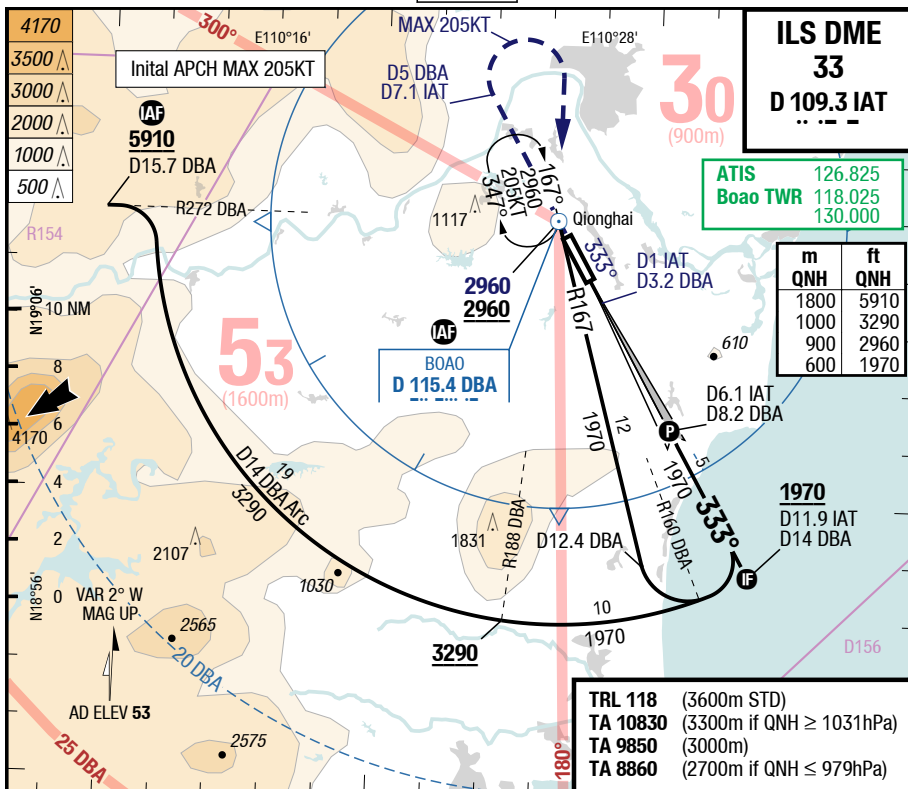 4170
3500
3000
2000
1000
500
300°
E110°16'
Inital APCH MAX 205KT
IAF
5910
D15.7 DBA
R272 DBA
R154
MAX 205KT
E110°28'
D5 DBA
D7.1 IAT
30
(900m)
ILS DME
33
D 109.3 IAT
ATIS 126.825
Boao TWR 118.025
130.000
m ft
QNH QNH
1800 5910
1000 3290
900 2960
600 1970
167°
2960
205KT
347°
1117
Qionghai
333°
D1 IAT
D3.2 DBA
2960
2960
IAF
BOAO
D 115.4 DBA
R167
610
N19°06'
10 NM
8
6
4
2
0
N18°56'
53
(1600m)
4170
D6.1 IAT
D8.2 DBA
P
12
1970
5
1970
333°
R160 DBA
1970
D11.9 IAT
D14 DBA
IF
19
D14 DBA Arc
3290
1831
R188 DBA
D12.4 DBA
2107
1030
VAR 2° W
MAG UP
2565
20 DBA
AD ELEV 53
2575
25 DBA
10
1970
3290
180°
D156
TRL 118 (3600m STD)
TA 10830 (3300m if QNH ≥ 1031hPa)
TA 9850 (3000m)
TA 8860 (2700m if QNH ≤ 979hPa)